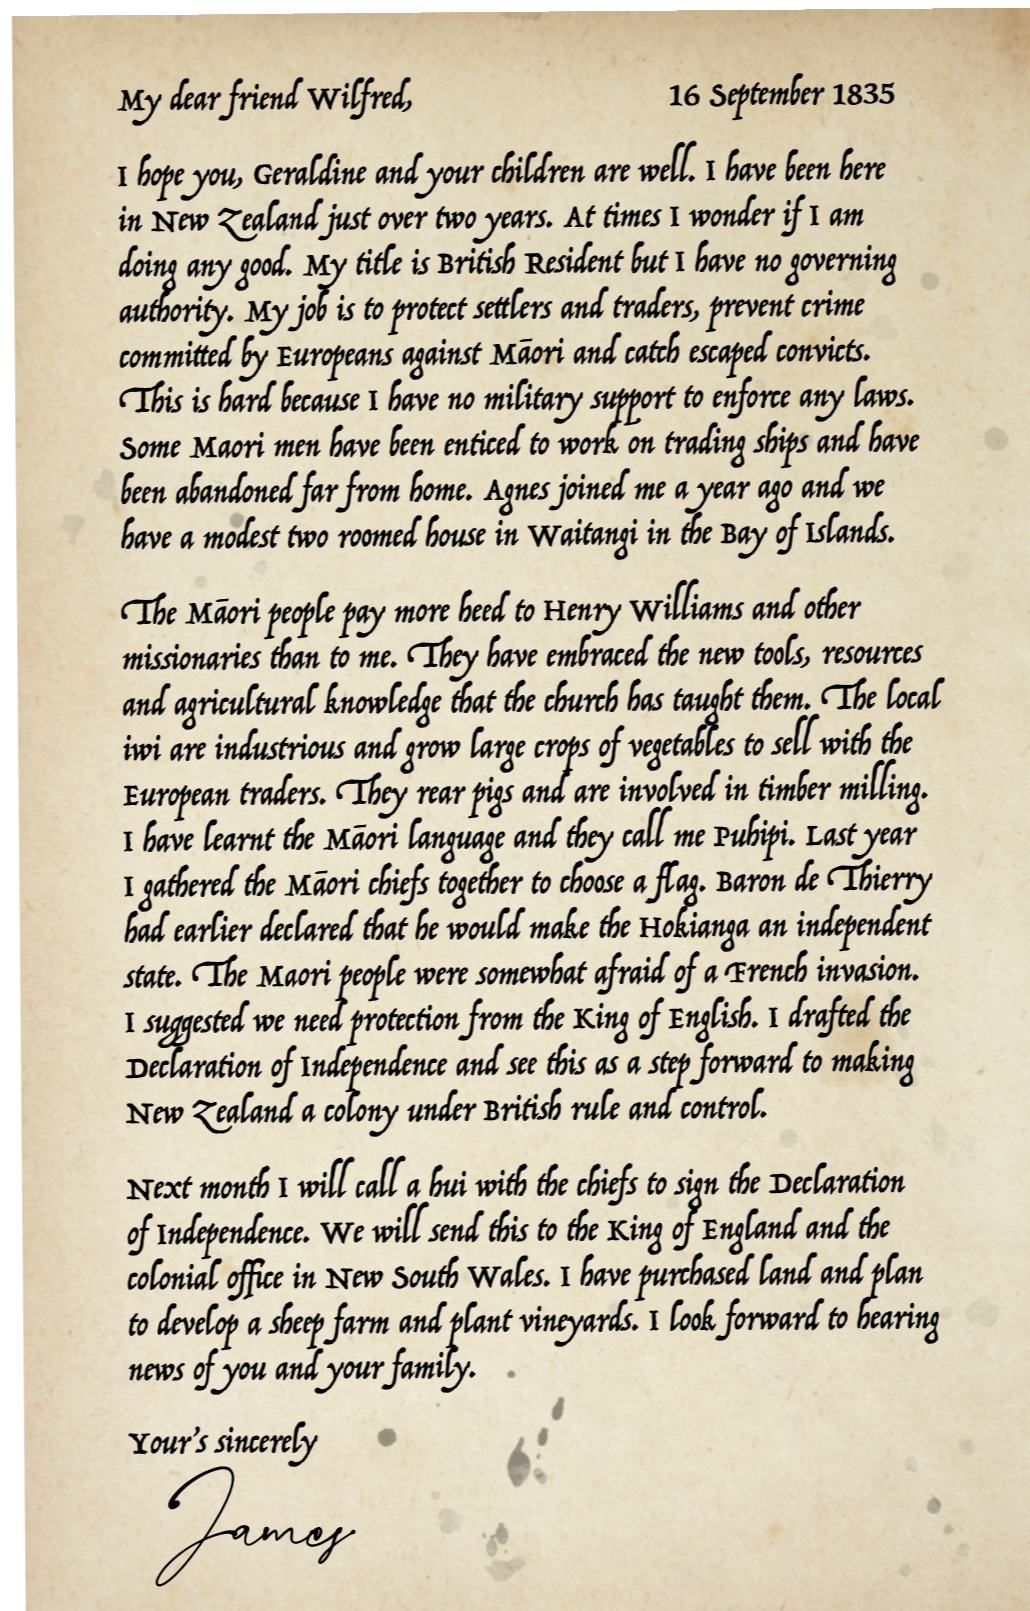 My dear friend Wilfred, 16 September 1835
I hope you, Geraldine and your children are well. I have been here
in New Zealand just over two years. At times I wonder if I am
doing any good. My title is British Resident but I have no governing
authority. My job is to protect settlers and traders, prevent crime
committed by Europeans against Māori and catch escaped convicts.
This is hard because I have no military support to enforce any laws.
Some Maori men have been enticed to work on trading ships and have
been abandoned far from home. Agnes joined me a year ago and we
have a modest two roomed house in Waitangi in the Bay of Islands.
The Māori people pay more heed to Henry Williams and other
missionaries than to me. They have embraced the new tools, resources
and agricultural knowledge that the church has taught them. The local
iwi are industrious and grow large crops of vegetables to sell with the
European traders. They rear pigs and are involved in timber milling.
I have learnt the Māori language and they call me Puhipi. Last year
I gathered the Māori chiefs together to choose a flag. Baron de Thierry
had earlier declared that he would make the Hokianga an independent
state. The Maori people were somewhat afraid of a French invasion.
I suggested we need protection from the King of English. I drafted the
Declaration of Independence and see this as a step forward to making
New Zealand a colony under British rule and control.
Next month I will call a hui with the chiefs to sign the Declaration
of Independence. We will send this to the King of England and the
colonial office in New South Wales. I have purchased land and plan
to develop a sheep farm and plant vineyards. I look forward to hearing
news of you and your family.
Your's sincerely
James